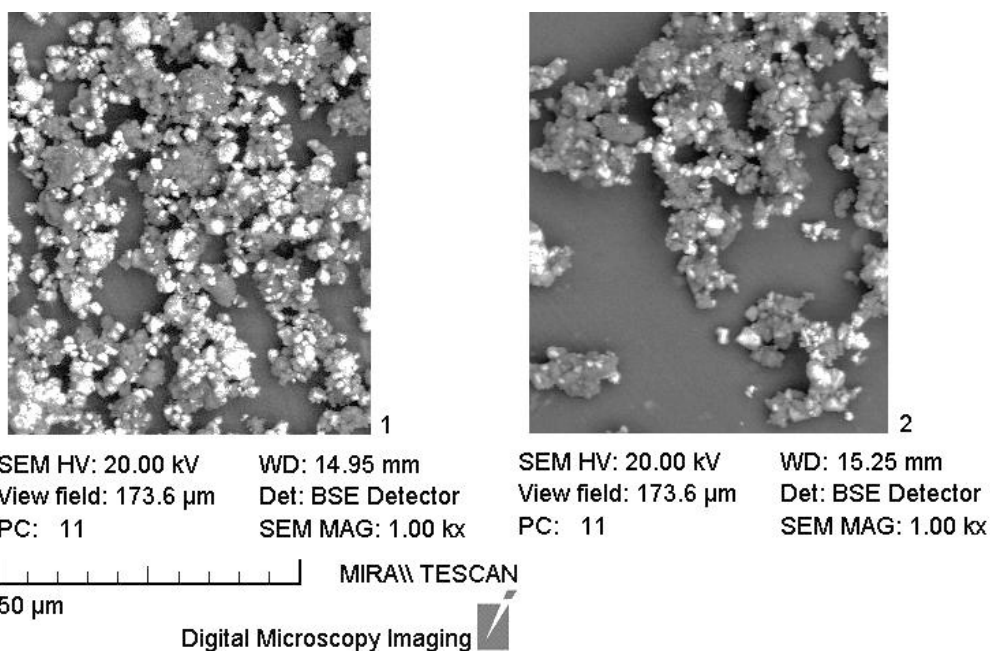 1
SEM HV: 20.00 kV WD: 14.95 mm
View field: 173.6 µm Det: BSE Detector
PC: 11 SEM MAG: 1.00 kx
2
SEM HV: 20.00 kV WD: 15.25 mm
View field: 173.6 µm Det: BSE Detector
PC: 11 SEM MAG: 1.00 kx
50 µm
MIRA\\ TESCAN
Digital Microscopy Imaging